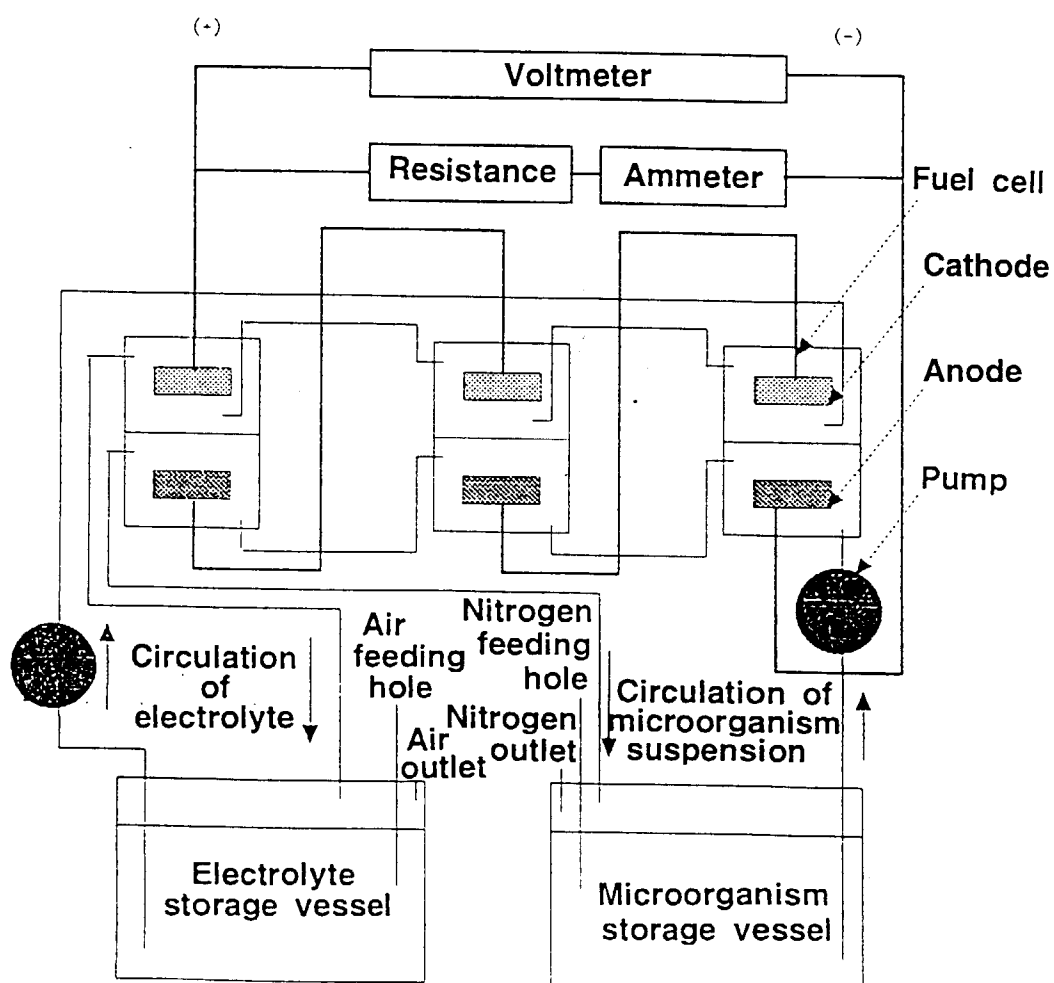 (+)
(-)
Voltmeter
Resistance
Ammeter
Fuel cell
Cathode
Anode
Pump
Circulation
of
electrolyte
Air
feeding
hole
Air
outlet
Nitrogen
feeding
hole
Nitrogen
outlet
Circulation of
microorganism
suspension
Electrolyte
storage vessel
Microorganism
storage vessel